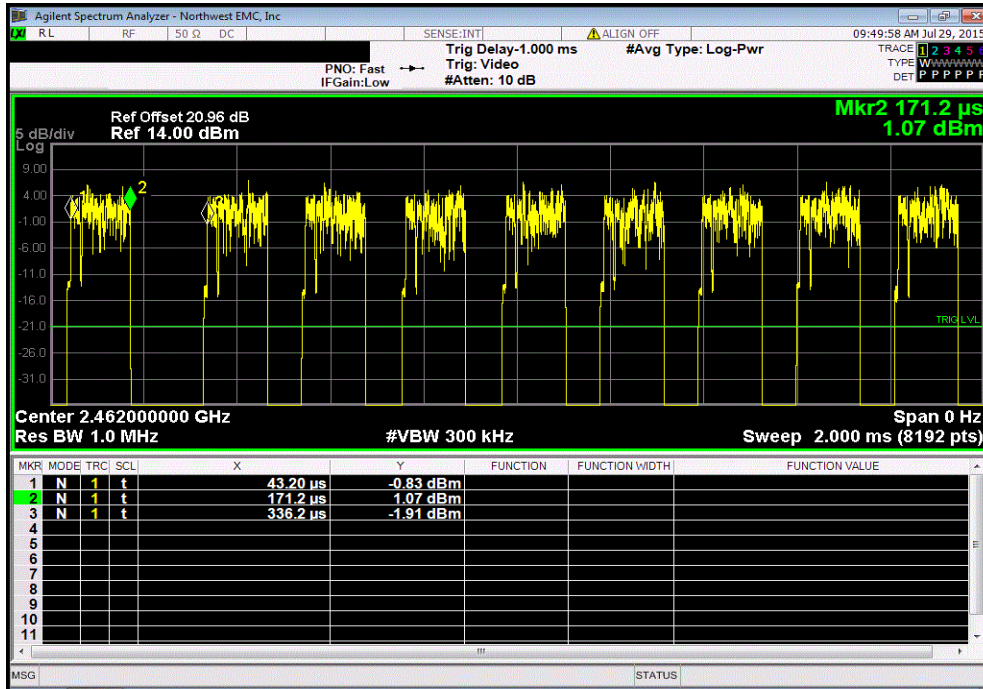 Agilent Spectrum Analyzer - Northwest EMC, Inc
LXI RL RF 50 Ω DC SENSE:INT ALIGN OFF 09:49:58 AM Jul 29, 2015
Trig Delay-1.000 ms #Avg Type: Log-Pwr TRACE 1 2 3 4 5 6
PNO: Fast Trig: Video TYPE WWWWWW
IFGain:Low #Atten: 10 dB DET P P P P P P
Mkr2 171.2 µs
Ref Offset 20.96 dB
5 dB/div Ref 14.00 dBm 1.07 dBm
Log
9.00
4.00
-1.00
-6.00
-11.0
-16.0
-21.0
-26.0
-31.0
1
2
3
TRIG LVL
Center 2.462000000 GHz Span 0 Hz
Res BW 1.0 MHz #VBW 300 kHz Sweep 2.000 ms (8192 pts)
MKR MODE TRC SCL X Y FUNCTION FUNCTION WIDTH FUNCTION VALUE
1 N 1 t 43.20 µs -0.83 dBm
2 N 1 t 171.2 µs 1.07 dBm
3 N 1 t 336.2 µs -1.91 dBm
4
5
6
7
8
9
10
11
MSG STATUS